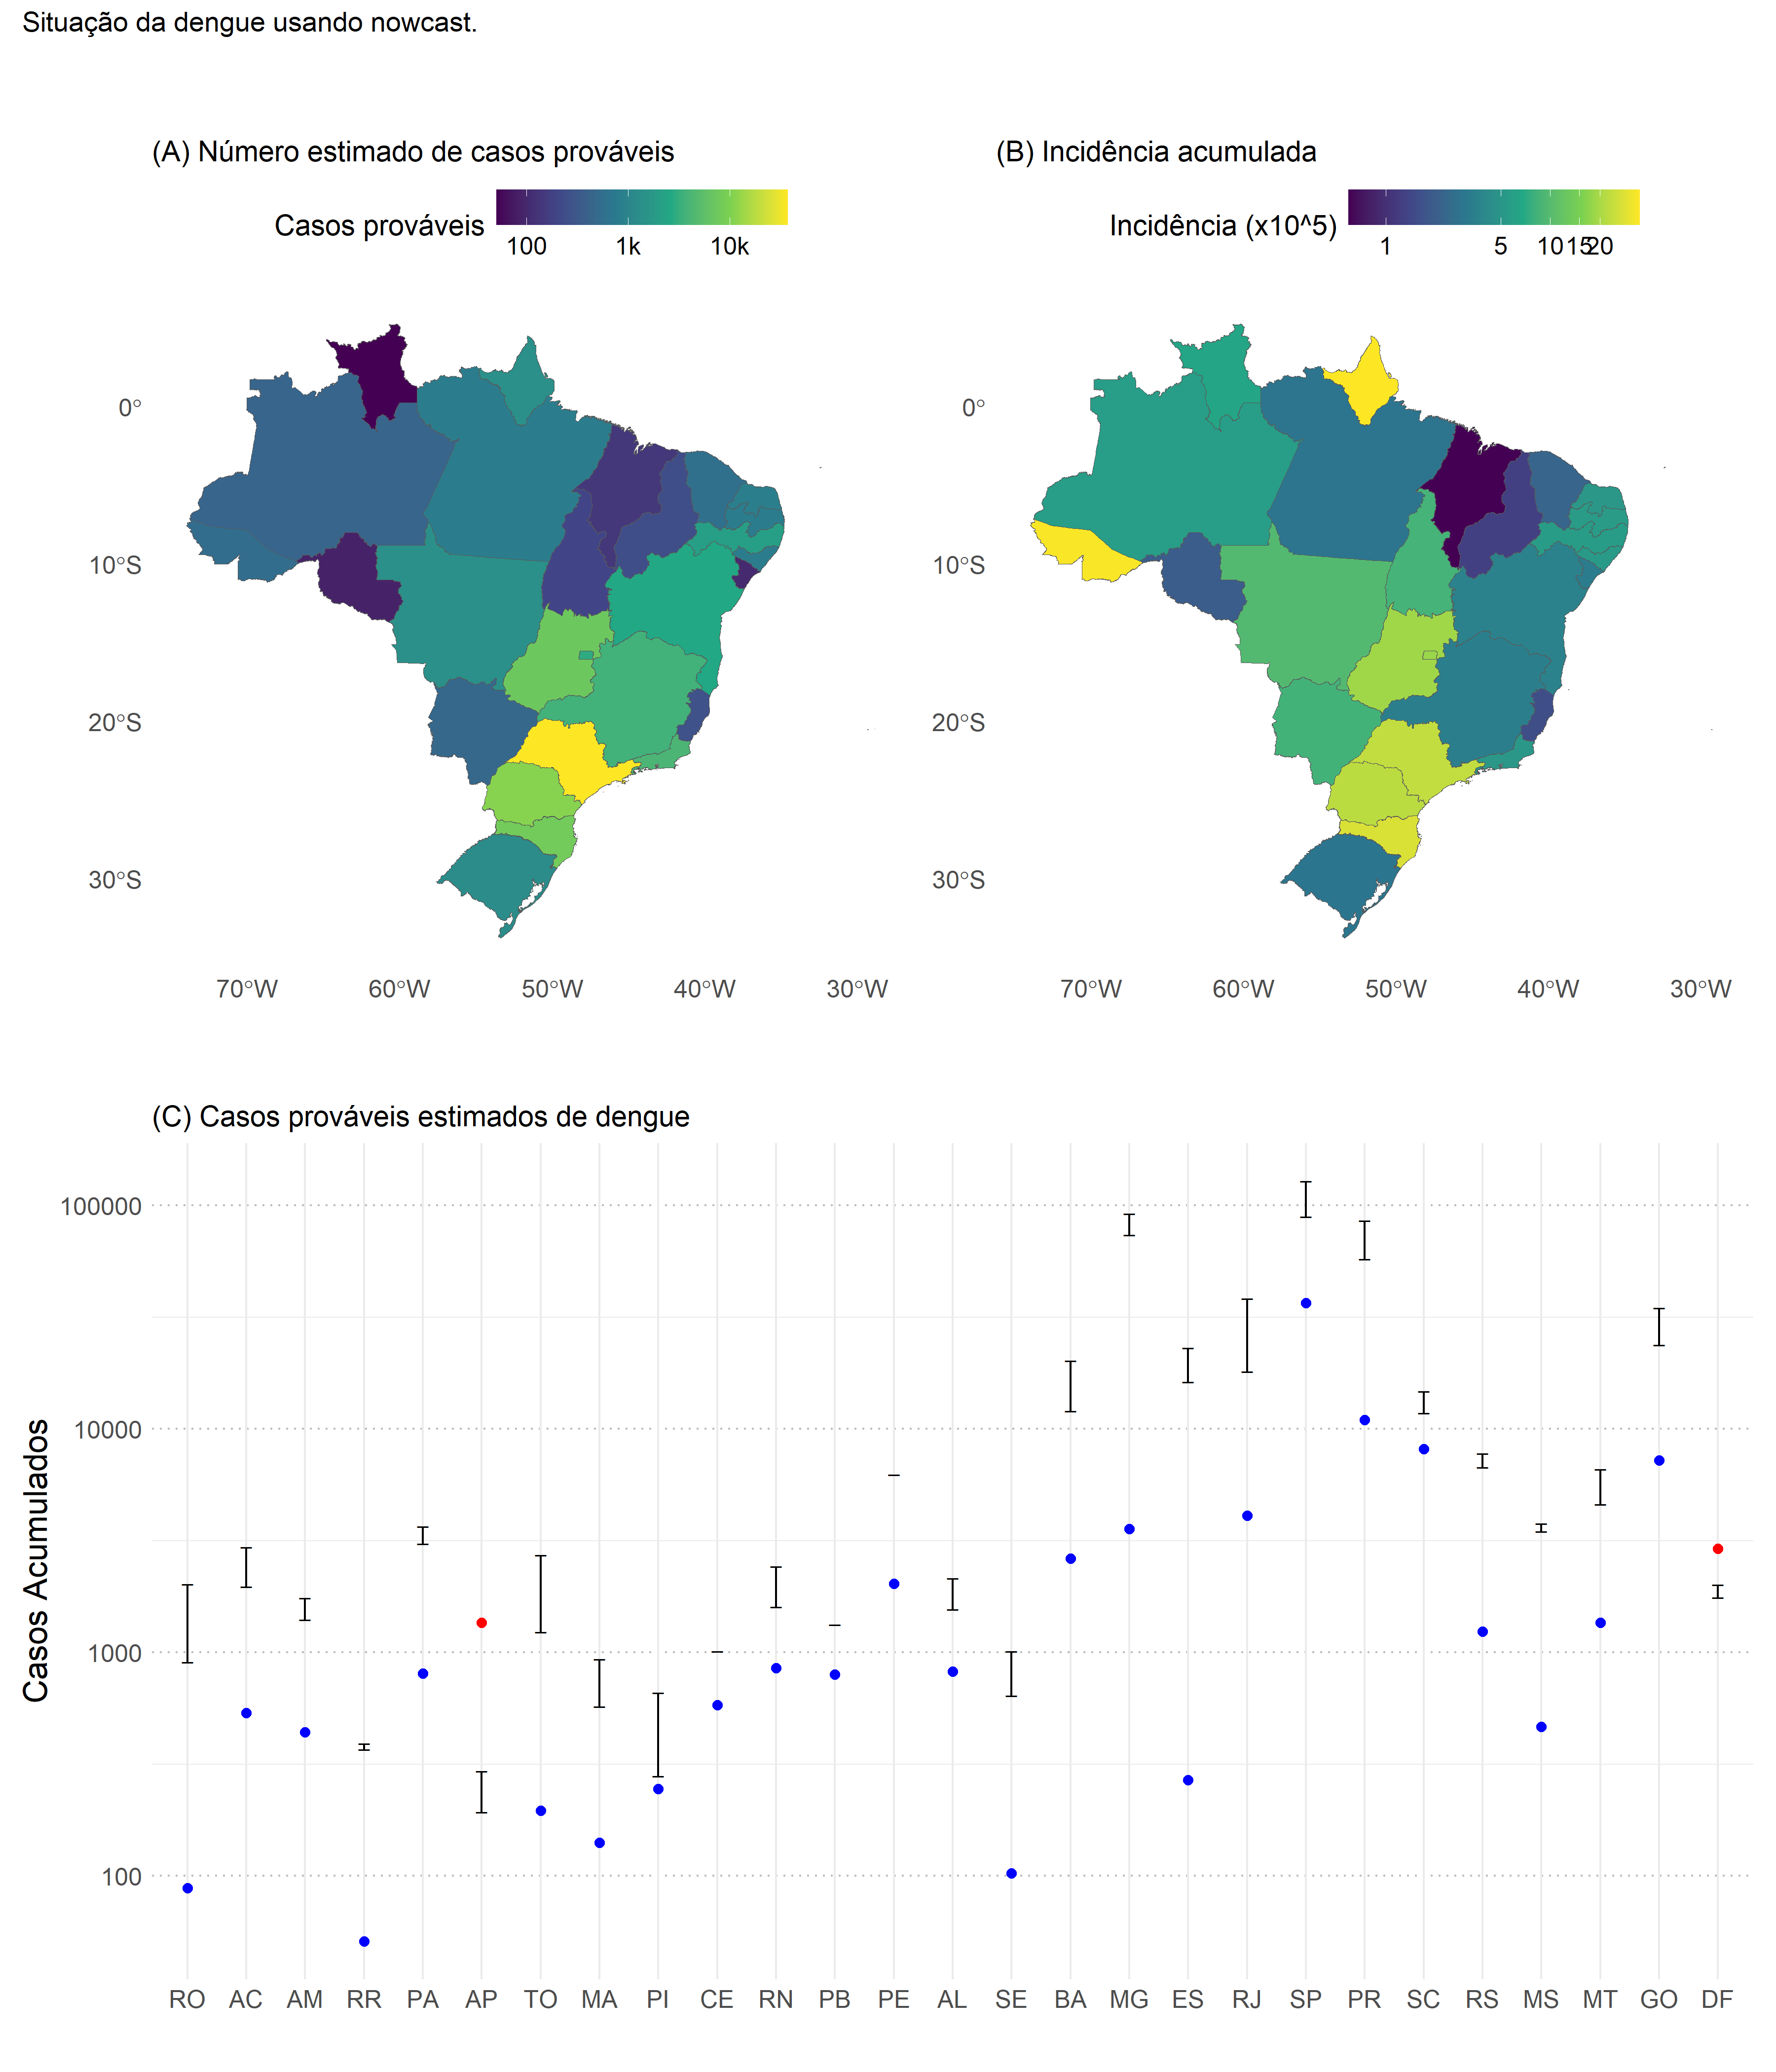 Situação da dengue usando nowcast.
(A) Número estimado de casos prováveis
Casos prováveis
100 1k 10k
0°
10°S
20°S
30°S
70°W 60°W 50°W 40°W 30°W
(B) Incidência acumulada
Incidência (x10^5)
1 5 10 15 20
0°
10°S
20°S
30°S
70°W 60°W 50°W 40°W 30°W
(C) Casos prováveis estimados de dengue
Casos Acumulados
100000
10000
1000
100
RO AC AM RR PA AP TO MA PI CE RN PB PE AL SE BA MG ES RJ SP PR SC RS MS MT GO DF